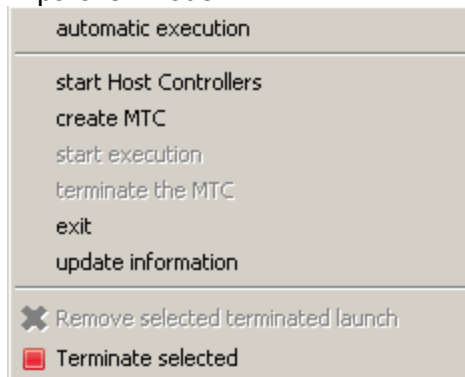 automatic execution
start Host Controllers
create MTC
start execution
terminate the MTC
exit
update information
Remove selected terminated launch
Terminate selected